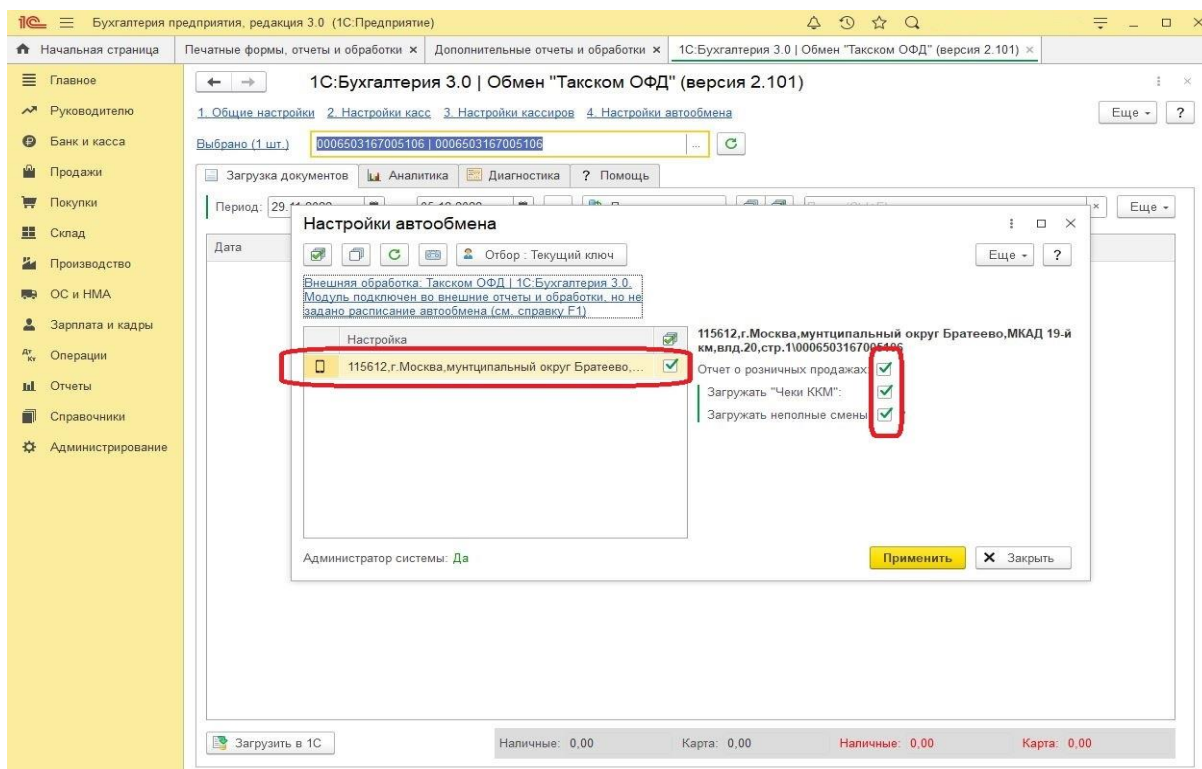 1С Бухгалтерия предприятия, редакция 3.0 (1С:Предприятие)
Начальная страница Печатные формы, отчеты и обработки × Дополнительные отчеты и обработки × 1С:Бухгалтерия 3.0 | Обмен "Такском ОФД" (версия 2.101) ×
Главное
Руководителю
Банк и касса
Продажи
Покупки
Склад
Производство
ОС и НМА
Зарплата и кадры
Операции
Отчеты
Справочники
Администрирование
1С:Бухгалтерия 3.0 | Обмен "Такском ОФД" (версия 2.101)
1. Общие настройки 2. Настройки касс 3. Настройки кассиров 4. Настройки автообмена Еще ?
Выбрано (1 шт.) 0006503167005106 | 0006503167005106 ...
Загрузка документов Аналитика Диагностика ? Помощь
Период: Еще
Дата
Настройки автообмена
Отбор : Текущий ключ Еще ?
Внешняя обработка: Такском ОФД | 1С:Бухгалтерия 3.0.
Модуль подключен во внешние отчеты и обработки, но не
задано расписание автообмена (см. справку F1)
Настройка
115612,г.Москва,мунтципальный округ Братеево,...
115612,г.Москва,мунтципальный округ Братеево,МКАД 19-й
км,влд.20,стр.1\0006503167005106
Отчет о розничных продажах:
Загружать "Чеки ККМ":
Загружать неполные смены
Администратор системы: Да Применить Закрыть
Загрузить в 1С Наличные: 0,00 Карта: 0,00 Наличные: 0,00 Карта: 0,00